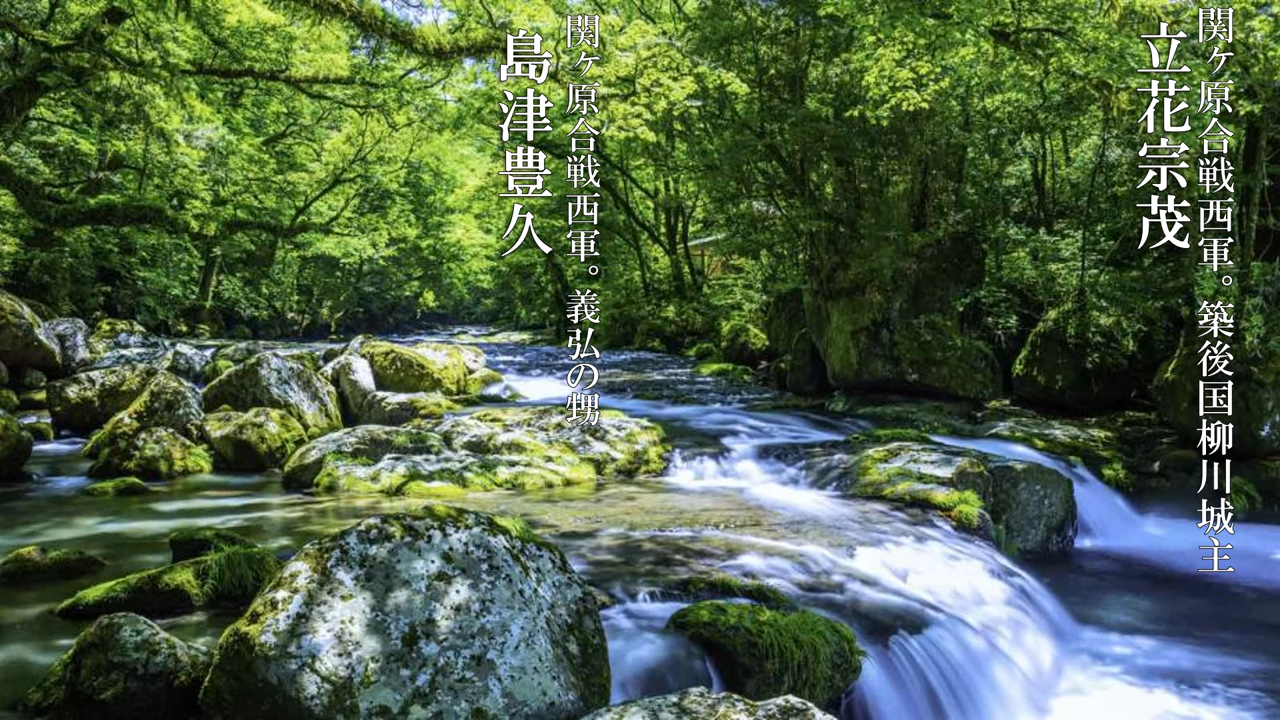 関ヶ原合戦西軍。築後国柳川城主
立花宗茂
関ヶ原合戦西軍。義弘の甥
島津豊久